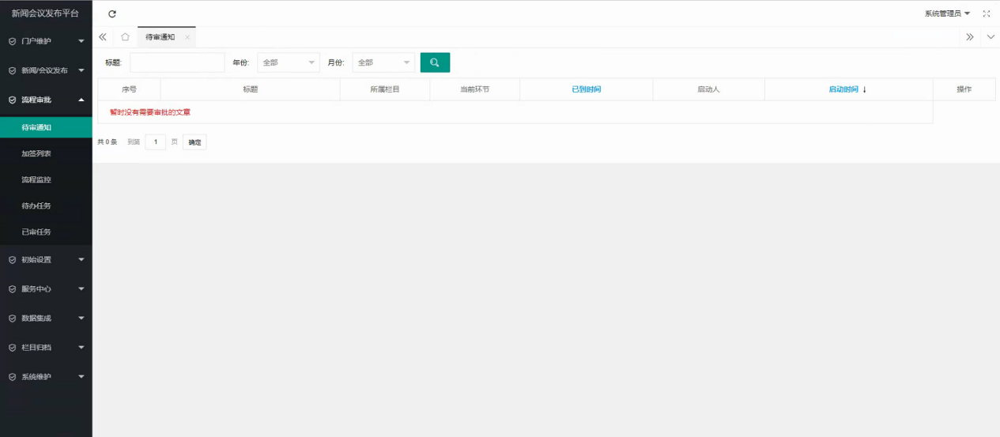 新闻会议发布平台
系统管理员
门户维护
待审通知
新闻/会议发布
标题:
年份: 全部
月份: 全部
流程审批
序号 标题 所属栏目 当前环节 已到时间 启动人 启动时间 ↓ 操作
暂时没有需要审批的文章
待审通知
共 0 条 到第 1 页 确定
加签列表
流程监控
待办任务
已审任务
初始设置
服务中心
数据集成
栏目归档
系统维护